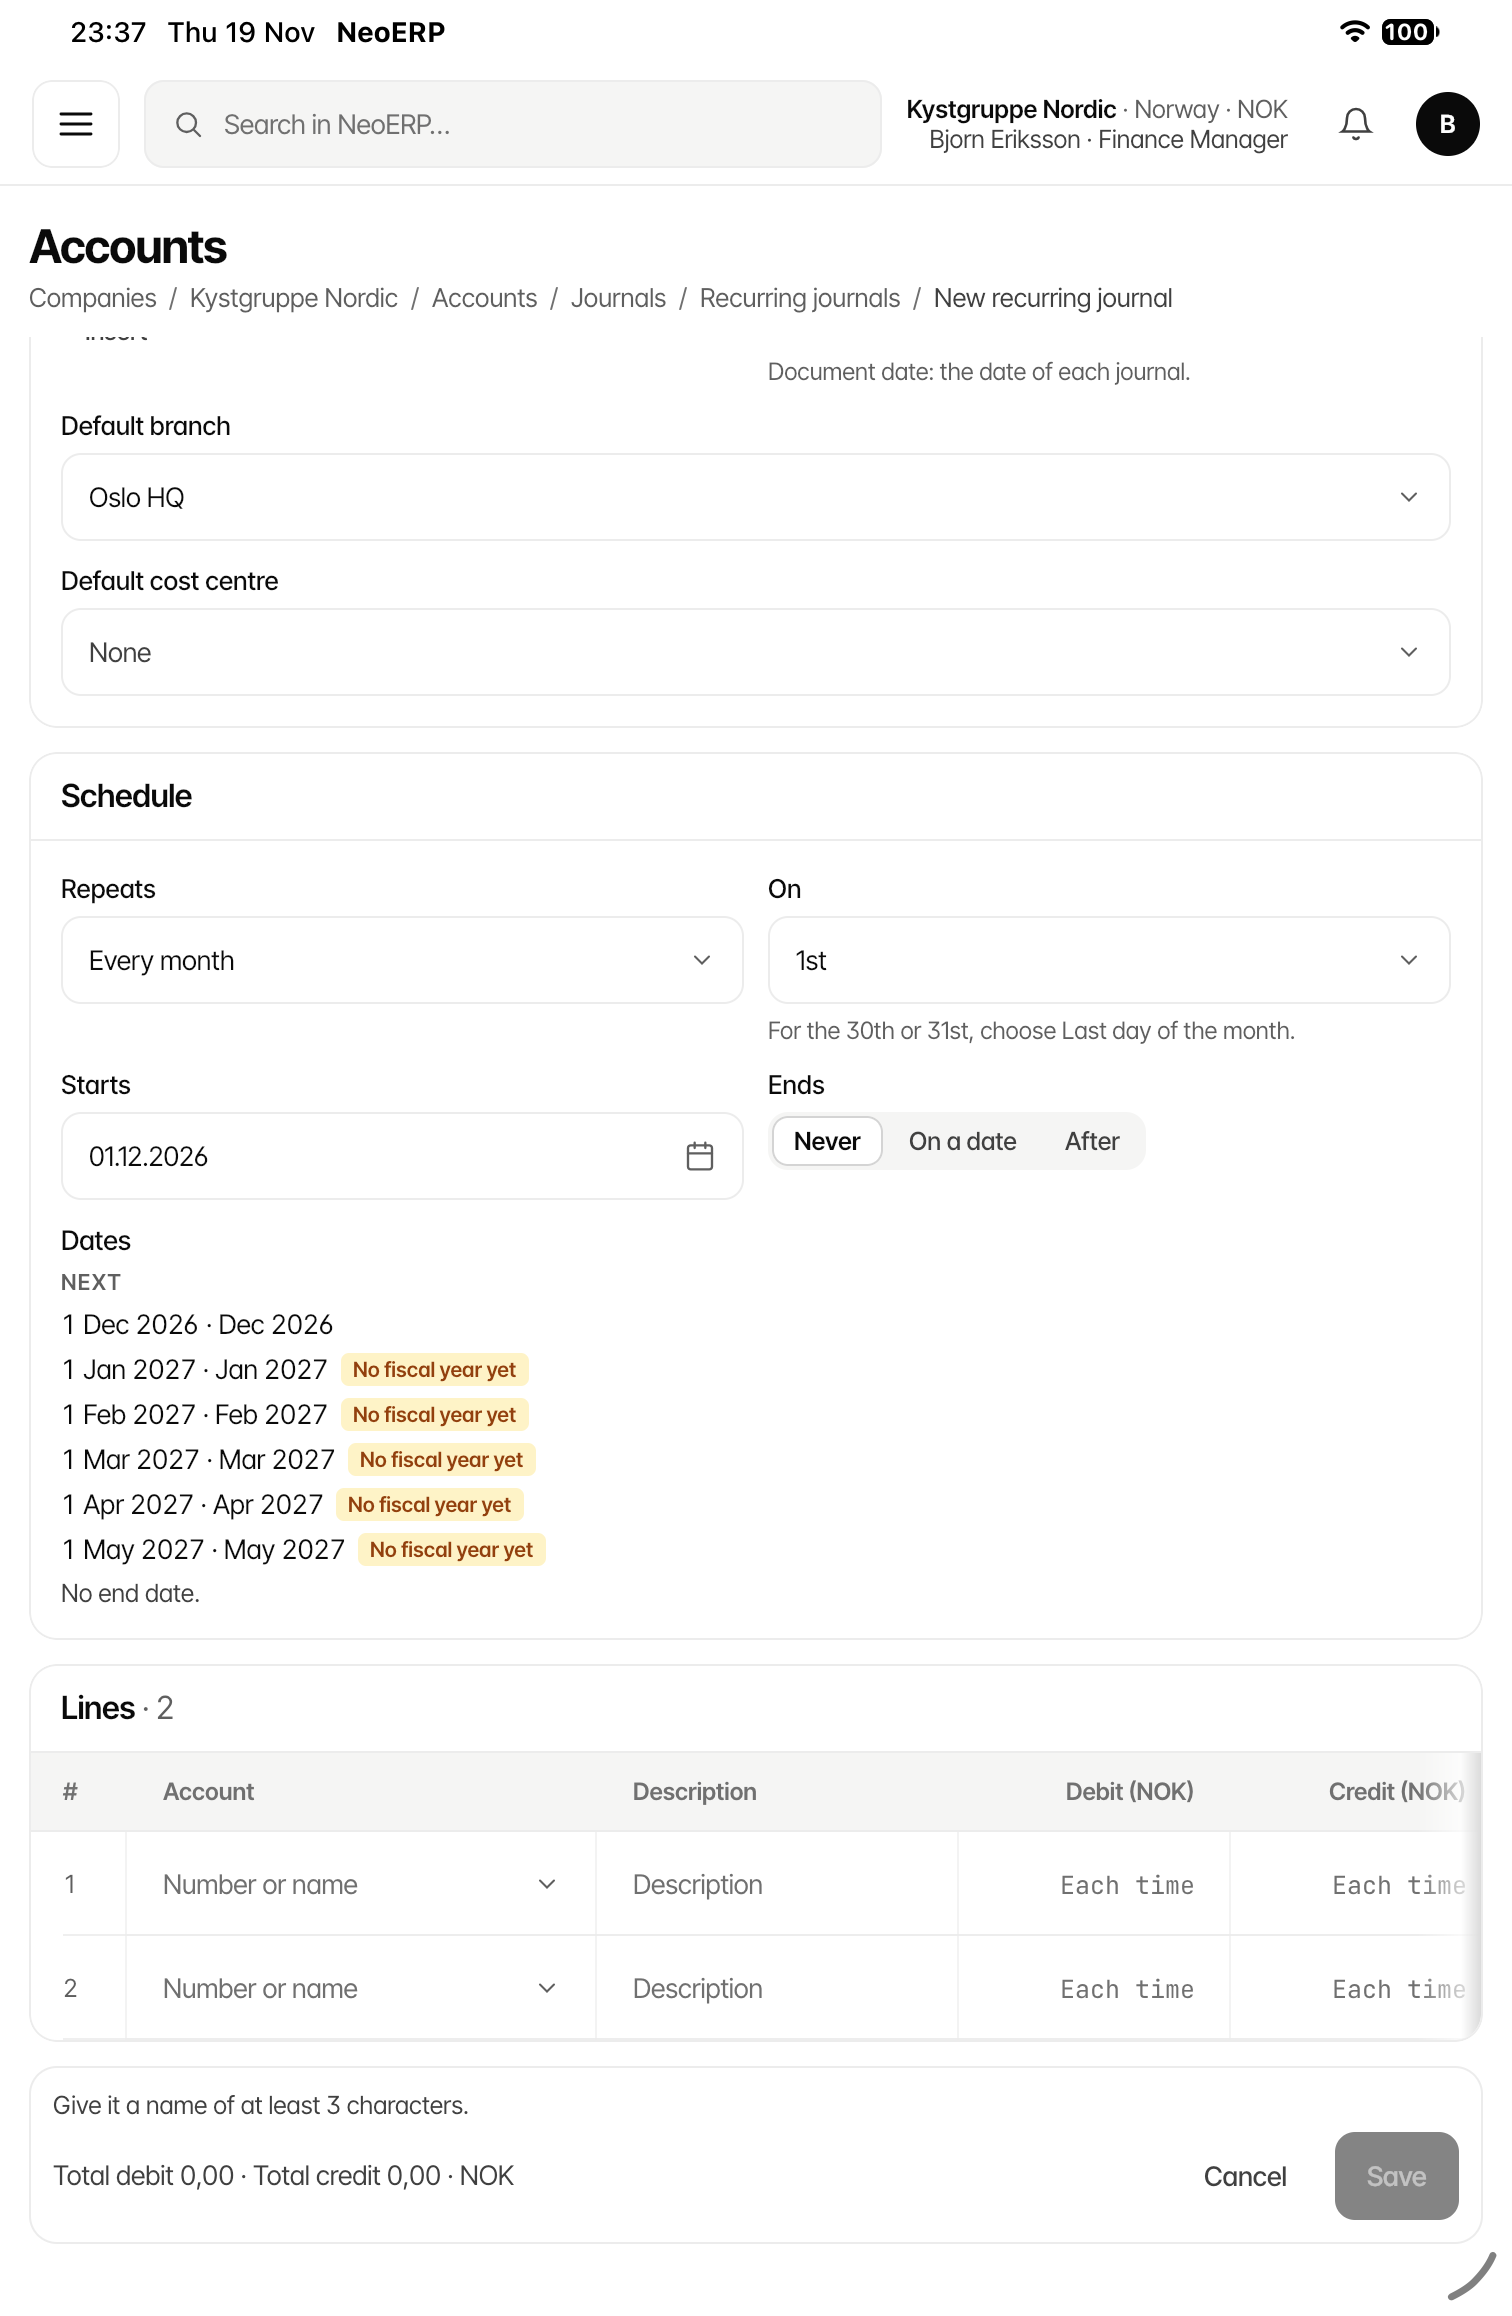 23:37 Thu 19 Nov NeoERP
100
Search in NeoERP...
Kystgruppe Nordic · Norway · NOK
Bjorn Eriksson · Finance Manager
B
Accounts
Companies / Kystgruppe Nordic / Accounts / Journals / Recurring journals / New recurring journal
Document date: the date of each journal.
Default branch
Oslo HQ
Default cost centre
None
Schedule
Repeats
On
Every month
1st
For the 30th or 31st, choose Last day of the month.
Starts
Ends
01.12.2026
Never On a date After
Dates
NEXT
1 Dec 2026 · Dec 2026
1 Jan 2027 · Jan 2027 No fiscal year yet
1 Feb 2027 · Feb 2027 No fiscal year yet
1 Mar 2027 · Mar 2027 No fiscal year yet
1 Apr 2027 · Apr 2027 No fiscal year yet
1 May 2027 · May 2027 No fiscal year yet
No end date.
Lines · 2
# Account Description Debit (NOK) Credit (NOK)
1 Number or name Description Each time Each time
2 Number or name Description Each time Each time
Give it a name of at least 3 characters.
Total debit 0,00 · Total credit 0,00 · NOK
Cancel
Save